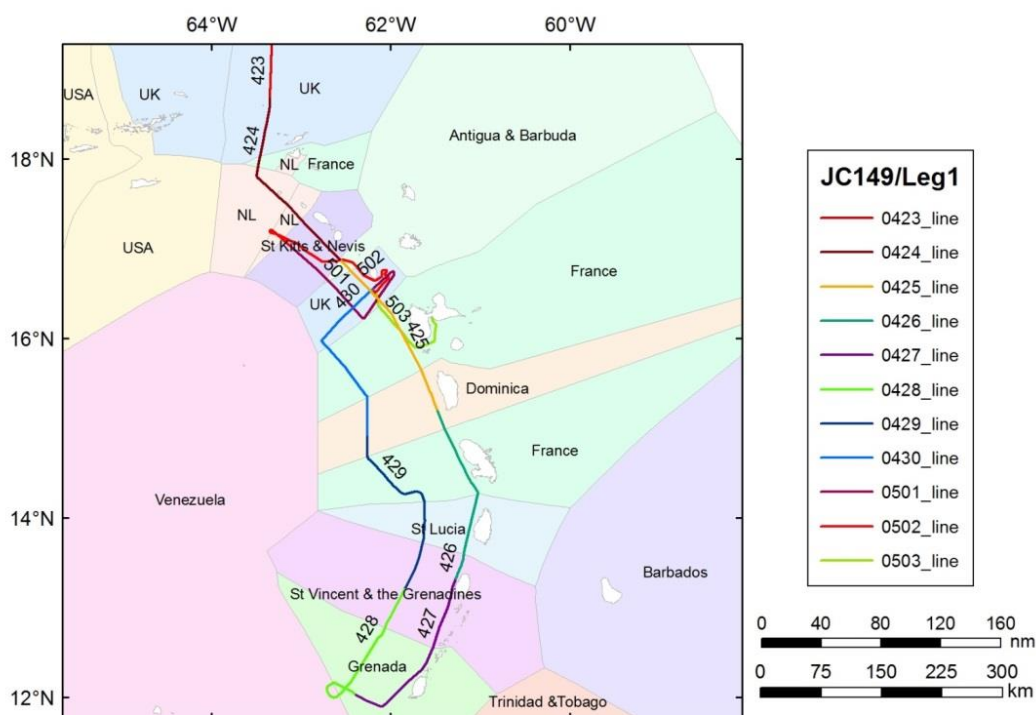 64°W 62°W 60°W
423
USA UK UK
424
Antigua & Barbuda
18°N
NL France
NL NL
USA
St Kitts & Nevis
France
501 502
UK 430
503
16°N
425
Dominica
France
429
Venezuela
14°N
St Lucia
426
Barbados
St Vincent & the Grenadines
428 427
Grenada
12°N
Trinidad &Tobago
JC149/Leg1
0423_line
0424_line
0425_line
0426_line
0427_line
0428_line
0429_line
0430_line
0501_line
0502_line
0503_line
0 40 80 120 160
nm
0 75 150 225 300
km